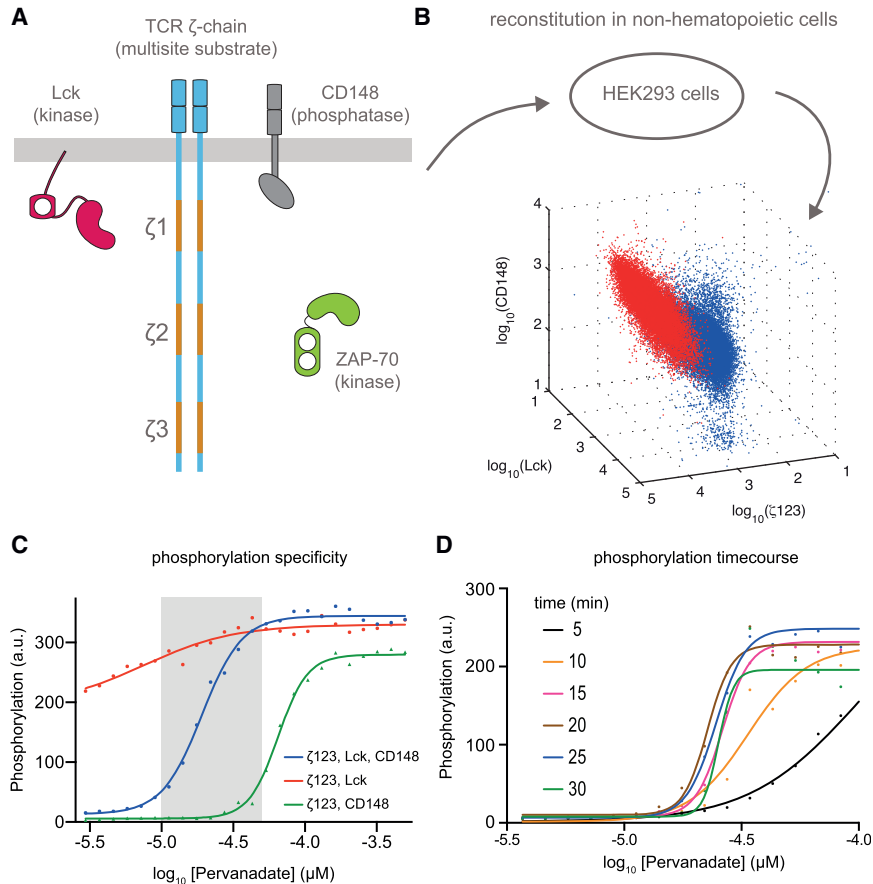 A
TCR ζ-chain
(multisite substrate)
Lck
(kinase)
CD148
(phosphatase)
ζ1
ζ2
ζ3
ZAP-70
(kinase)
B
reconstitution in non-hematopoietic cells
HEK293 cells
4
3
2
1
log10(CD148)
1
2
3
4
5
log10(Lck)
5
4
3
2
1
log10(ζ123)
C
phosphorylation specificity
Phosphorylation (a.u.)
300
200
100
0
ζ123, Lck, CD148
ζ123, Lck
ζ123, CD148
-5.5
-5.0
-4.5
-4.0
-3.5
log10 [Pervanadate] (μM)
D
phosphorylation timecourse
Phosphorylation (a.u.)
300
200
100
0
time (min)
5
10
15
20
25
30
-5.5
-5.0
-4.5
-4.0
log10 [Pervanadate] (μM)